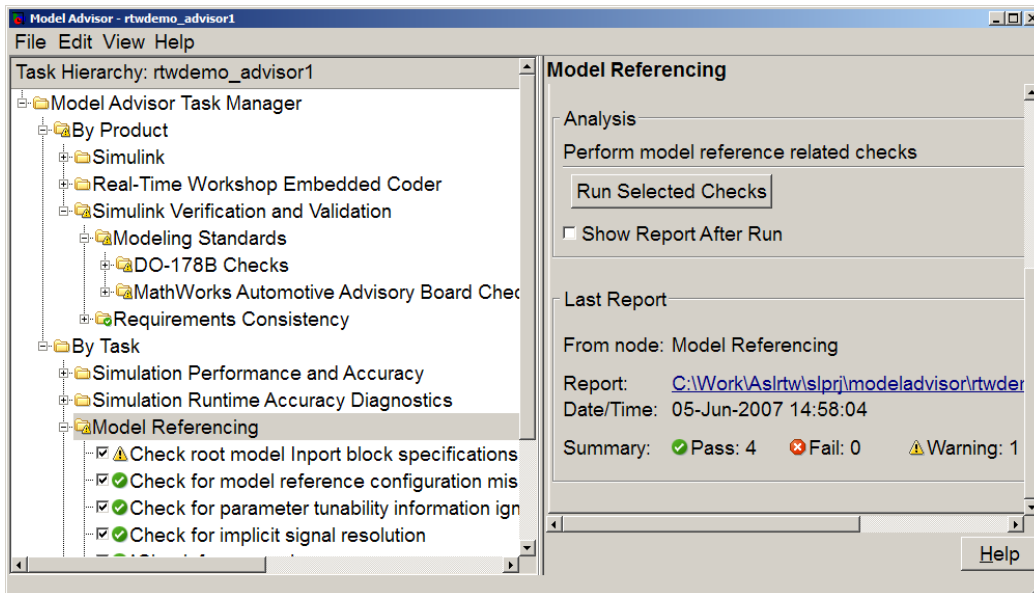 Model Advisor - rtwdemo_advisor1
File Edit View Help
Task Hierarchy: rtwdemo_advisor1
Model Advisor Task Manager
By Product
Simulink
Real-Time Workshop Embedded Coder
Simulink Verification and Validation
Modeling Standards
DO-178B Checks
MathWorks Automotive Advisory Board Chec
Requirements Consistency
By Task
Simulation Performance and Accuracy
Simulation Runtime Accuracy Diagnostics
Model Referencing
Check root model Inport block specifications
Check for model reference configuration mis
Check for parameter tunability information ign
Check for implicit signal resolution
Model Referencing
Analysis
Perform model reference related checks
Run Selected Checks
Show Report After Run
Last Report
From node: Model Referencing
Report: C:\Work\Aslrtw\slprj\modeladvisor\rtwder
Date/Time: 05-Jun-2007 14:58:04
Summary: Pass: 4 Fail: 0 Warning: 1
Help